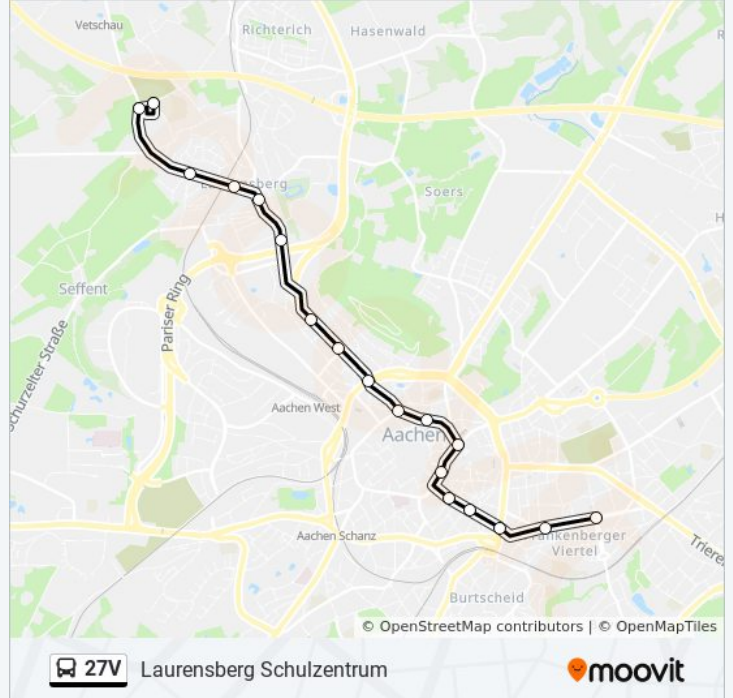 Vetschau
Richterich
Hasenwald
Laurensberg
Soers
Seffent
Pariser Ring
Schurzelter Straße
Aachen West
Aachen
Aachen Schanz
Frankenberger
Viertel
Trierer
Burtscheid
© OpenStreetMap contributors | © OpenMapTiles
27V Laurensberg Schulzentrum
moovit